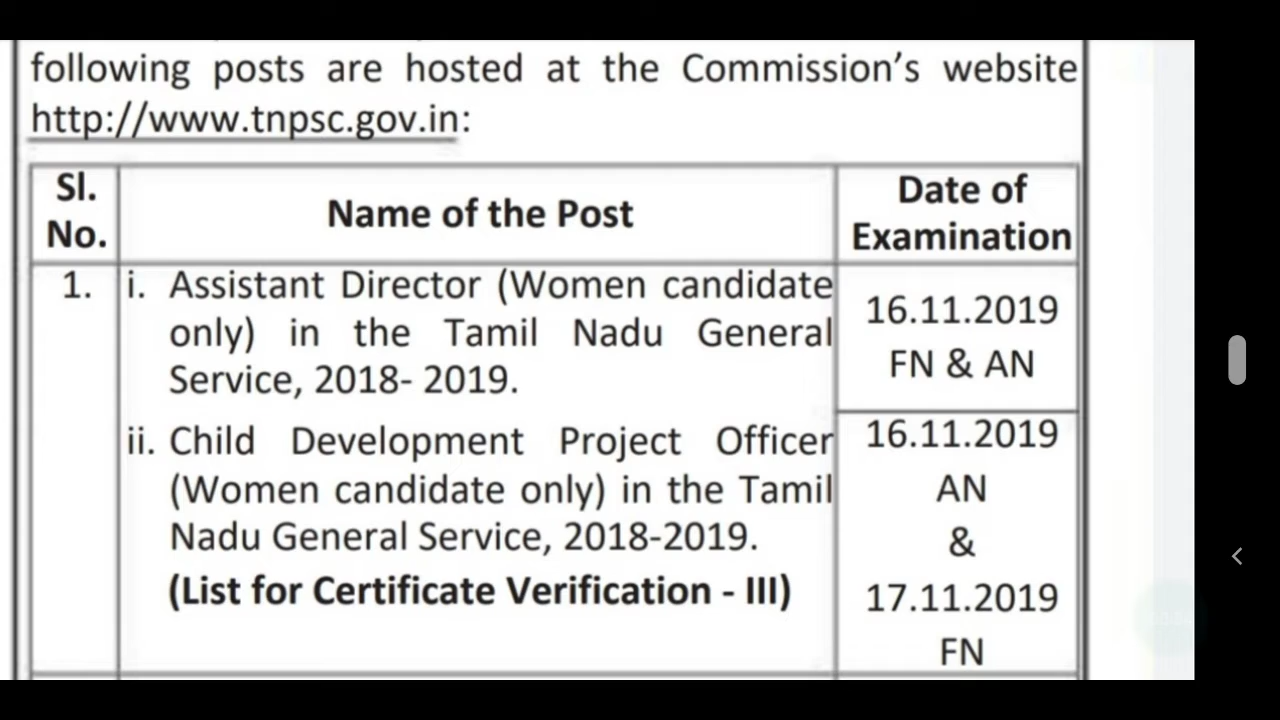 following posts are hosted at the Commission's website
http://www.tnpsc.gov.in:
Sl.
No.
Name of the Post
Date of
Examination
1.
i. Assistant Director (Women candidate
only) in the Tamil Nadu General
Service, 2018- 2019.
16.11.2019
FN & AN
ii. Child Development Project Officer
(Women candidate only) in the Tamil
Nadu General Service, 2018-2019.
(List for Certificate Verification - III)
16.11.2019
AN
&
17.11.2019
FN